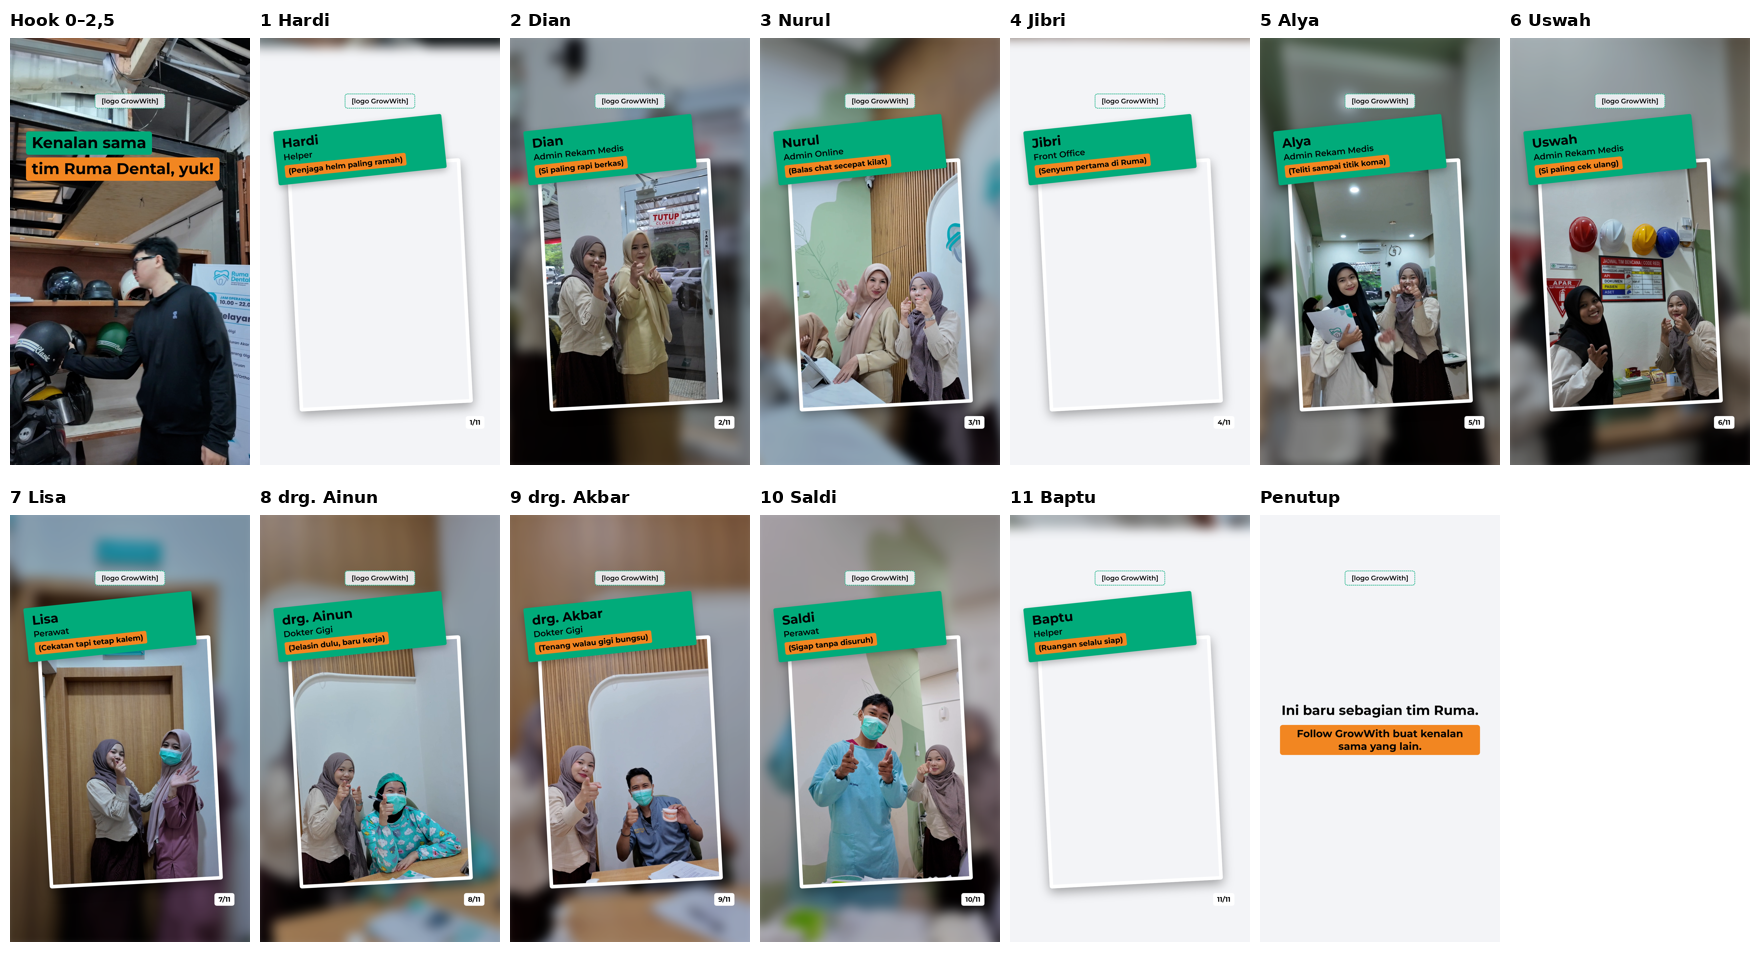 Hook 0–2,5
[logo GrowWith]
Kenalan sama
tim Ruma Dental, yuk!
Ruma
Dental
10.00 - 22.0
1 Hardi
[logo GrowWith]
Hardi
Helper
(Penjaga helm paling ramah)
1/11
2 Dian
[logo GrowWith]
Dian
Admin Rekam Medis
(Si paling rapi berkas)
TUTUP
CLOSED
2/11
3 Nurul
[logo GrowWith]
Nurul
Admin Online
(Balas chat secepat kilat)
3/11
4 Jibri
[logo GrowWith]
Jibri
Front Office
(Senyum pertama di Ruma)
4/11
5 Alya
[logo GrowWith]
Alya
Admin Rekam Medis
(Teliti sampai titik koma)
5/11
6 Uswah
[logo GrowWith]
Uswah
Admin Rekam Medis
(Si paling cek ulang)
APAR
6/11
7 Lisa
[logo GrowWith]
Lisa
Perawat
(Cekatan tapi tetap kalem)
7/11
8 drg. Ainun
[logo GrowWith]
drg. Ainun
Dokter Gigi
(Jelasin dulu, baru kerja)
8/11
9 drg. Akbar
[logo GrowWith]
drg. Akbar
Dokter Gigi
(Tenang walau gigi bungsu)
9/11
10 Saldi
[logo GrowWith]
Saldi
Perawat
(Sigap tanpa disuruh)
10/11
11 Baptu
[logo GrowWith]
Baptu
Helper
(Ruangan selalu siap)
11/11
Penutup
[logo GrowWith]
Ini baru sebagian tim Ruma.
Follow GrowWith buat kenalan
sama yang lain.